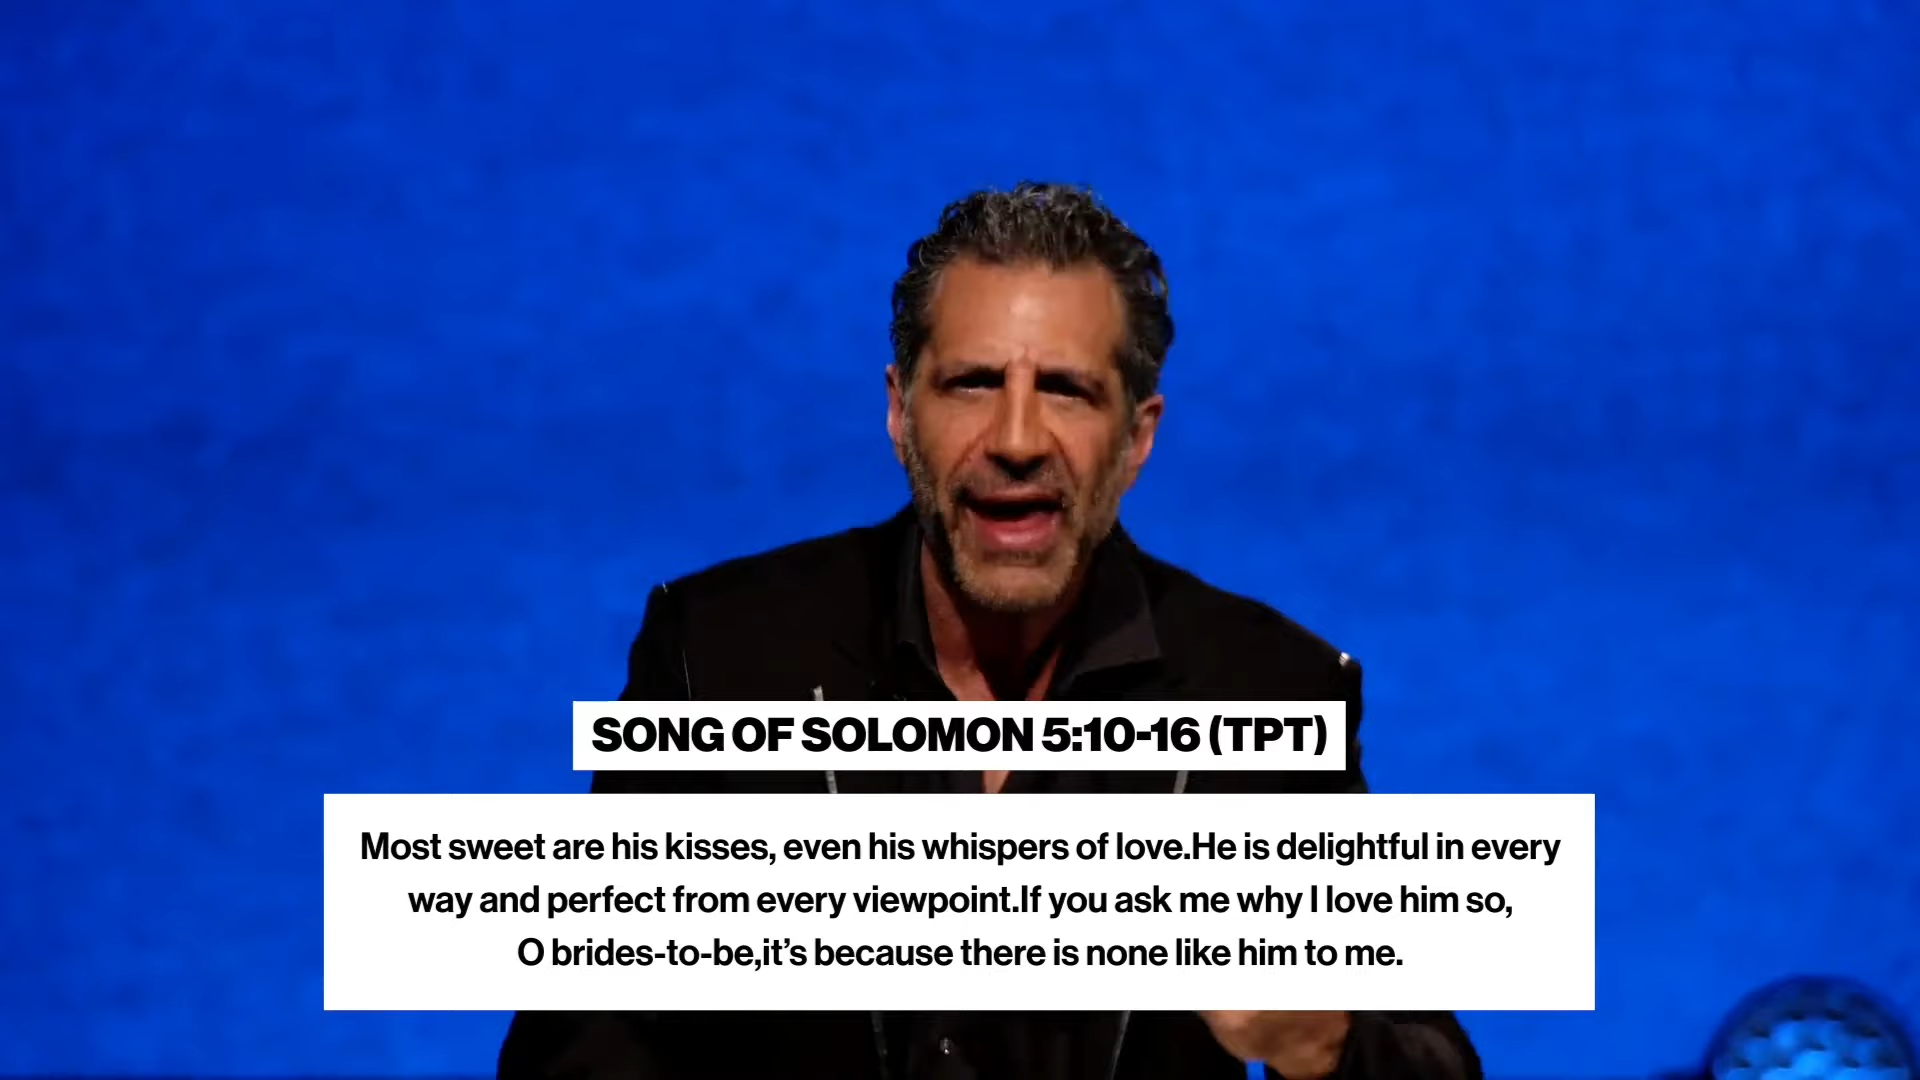 SONG OF SOLOMON 5:10-16 (TPT)
Most sweet are his kisses, even his whispers of love.He is delightful in every
way and perfect from every viewpoint.If you ask me why I love him so,
O brides-to-be,it’s because there is none like him to me.